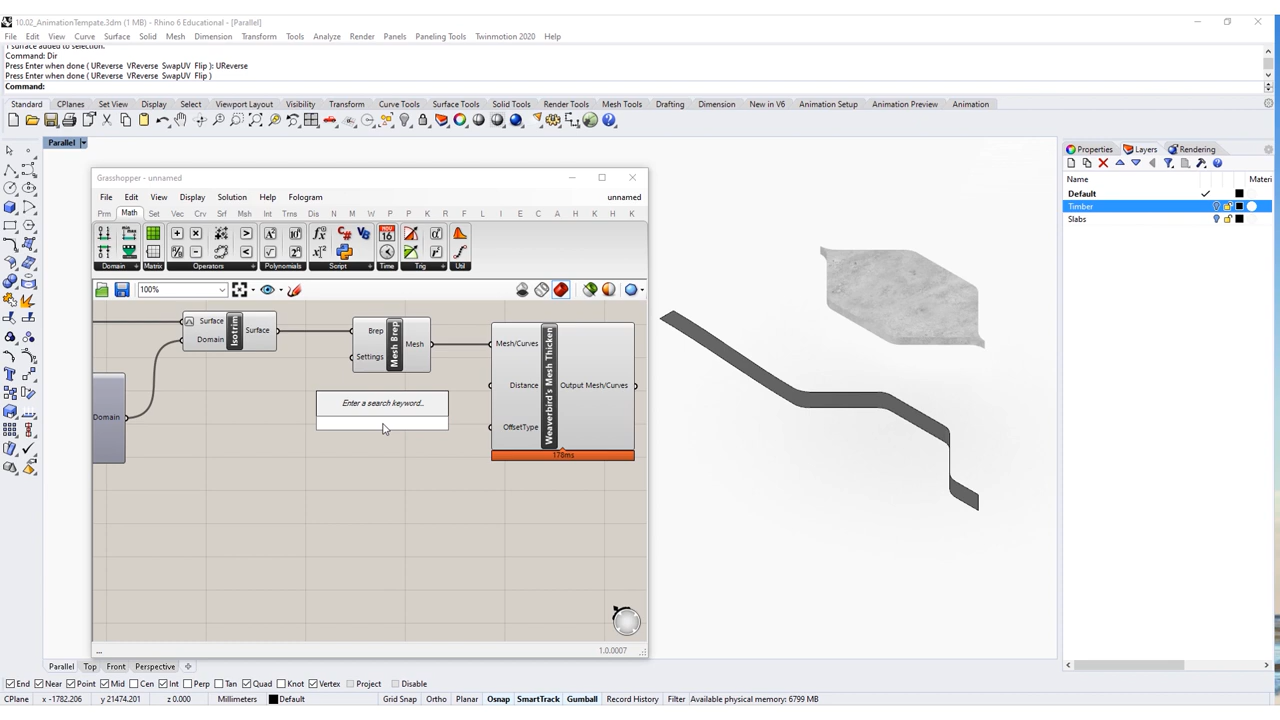 10.02_AnimationTempate.3dm (1 MB) - Rhino 6 Educational - [Parallel]
File Edit View Curve Surface Solid Mesh Dimension Transform Tools Analyze Render Panels Paneling Tools Twinmotion 2020 Help
1 surface added to selection.
Command: Dir
Press Enter when done ( UReverse VReverse SwapUV Flip ): UReverse
Press Enter when done ( UReverse VReverse SwapUV Flip )
Command:
Standard CPlanes Set View Display Select Viewport Layout Visibility Transform Curve Tools Surface Tools Solid Tools Mesh Tools Render Tools Drafting Dimension New in V6 Animation Setup Animation Preview Animation
Parallel
Properties Layers Rendering
Name Materi
Default
Timber
Slabs
Grasshopper - unnamed
File Edit View Display Solution Help Fologram unnamed
Prm Math Set Vec Crv Srf Msh Int Trns Dis N M W P K R L I E C A H H K
Domain Matrix Operators Polynomials Script Time Trig Util
100%
Surface
Domain
Isotrim
Surface
Domain
Brep
Settings
Mesh Brep
Mesh
Enter a search keyword...
Mesh/Curves
Distance
OffsetType
Weaverbird's Mesh Thicken
Output Mesh/Curves
178ms
... 1.0.0007
Parallel Top Front Perspective
End Near Point Mid Cen Int Perp Tan Quad Knot Vertex Project Disable
CPlane x -1782.206 y 21474.201 z 0.000 Millimeters Default Grid Snap Ortho Planar Osnap SmartTrack Gumball Record History Filter Available physical memory: 6799 MB